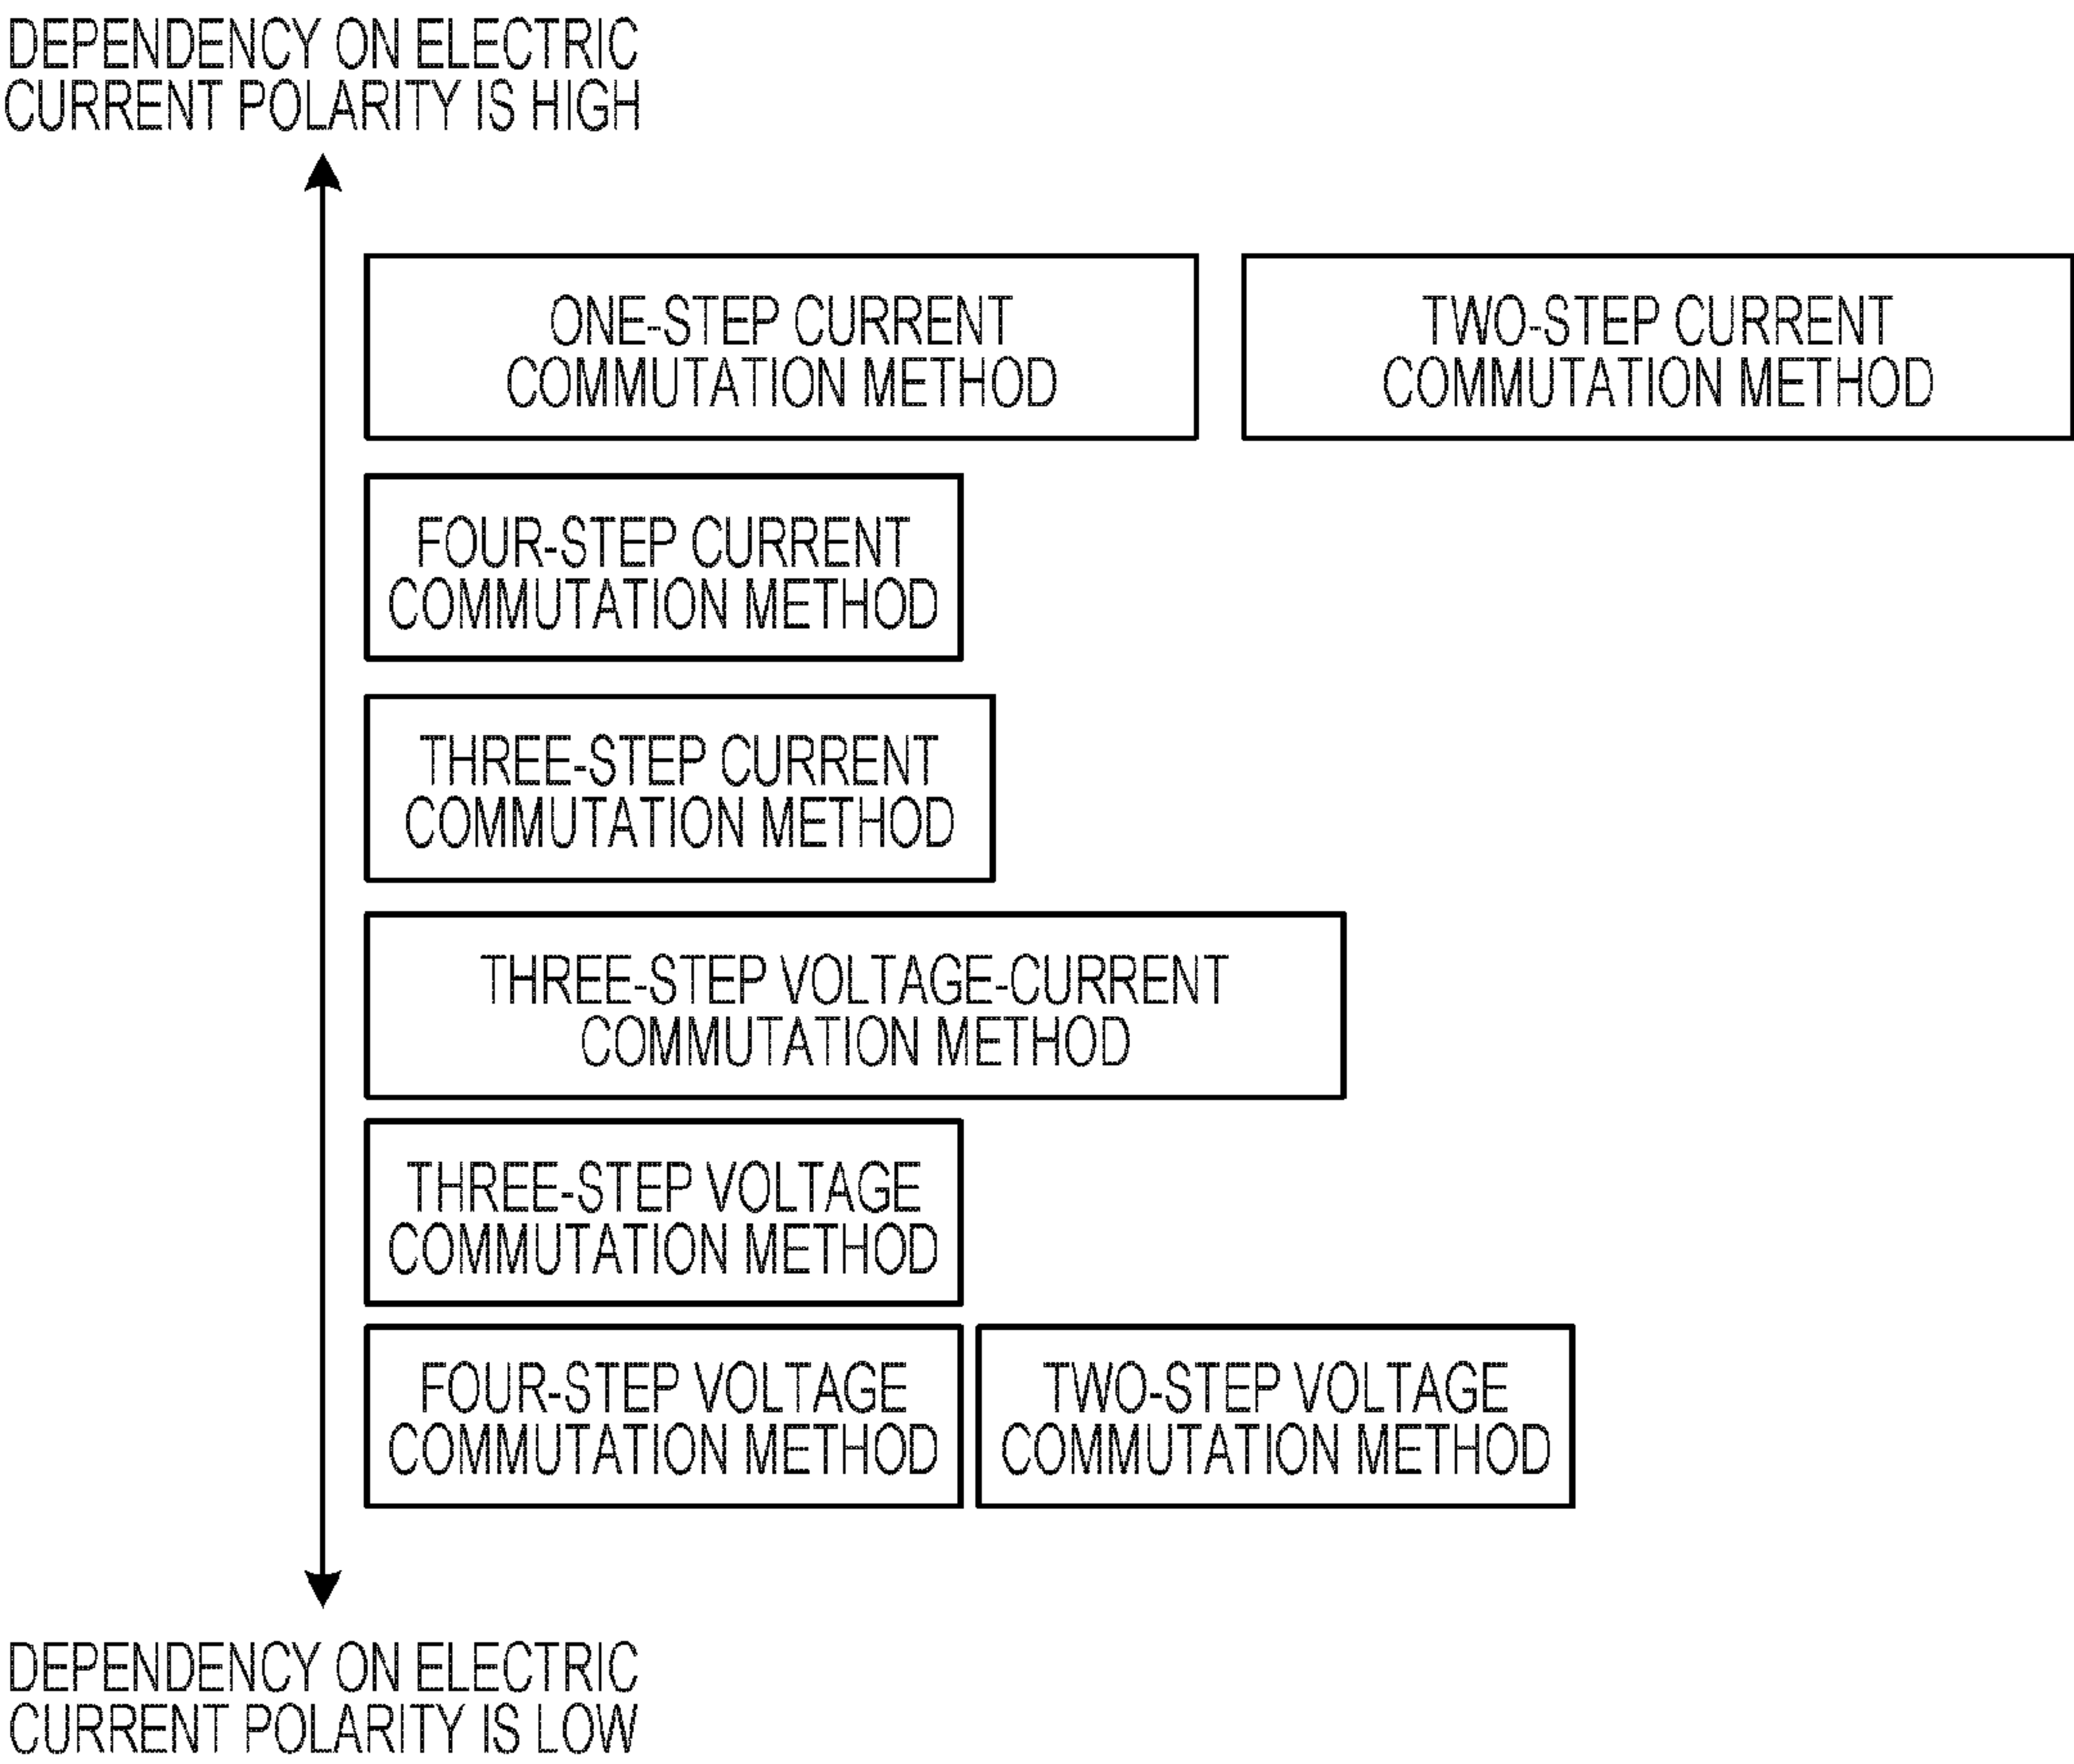 DEPENDENCY ON ELECTRIC
CURRENT POLARITY IS HIGH
ONE-STEP CURRENT
COMMUTATION METHOD
TWO-STEP CURRENT
COMMUTATION METHOD
FOUR-STEP CURRENT
COMMUTATION METHOD
THREE-STEP CURRENT
COMMUTATION METHOD
THREE-STEP VOLTAGE-CURRENT
COMMUTATION METHOD
THREE-STEP VOLTAGE
COMMUTATION METHOD
FOUR-STEP VOLTAGE
COMMUTATION METHOD
TWO-STEP VOLTAGE
COMMUTATION METHOD
DEPENDENCY ON ELECTRIC
CURRENT POLARITY IS LOW